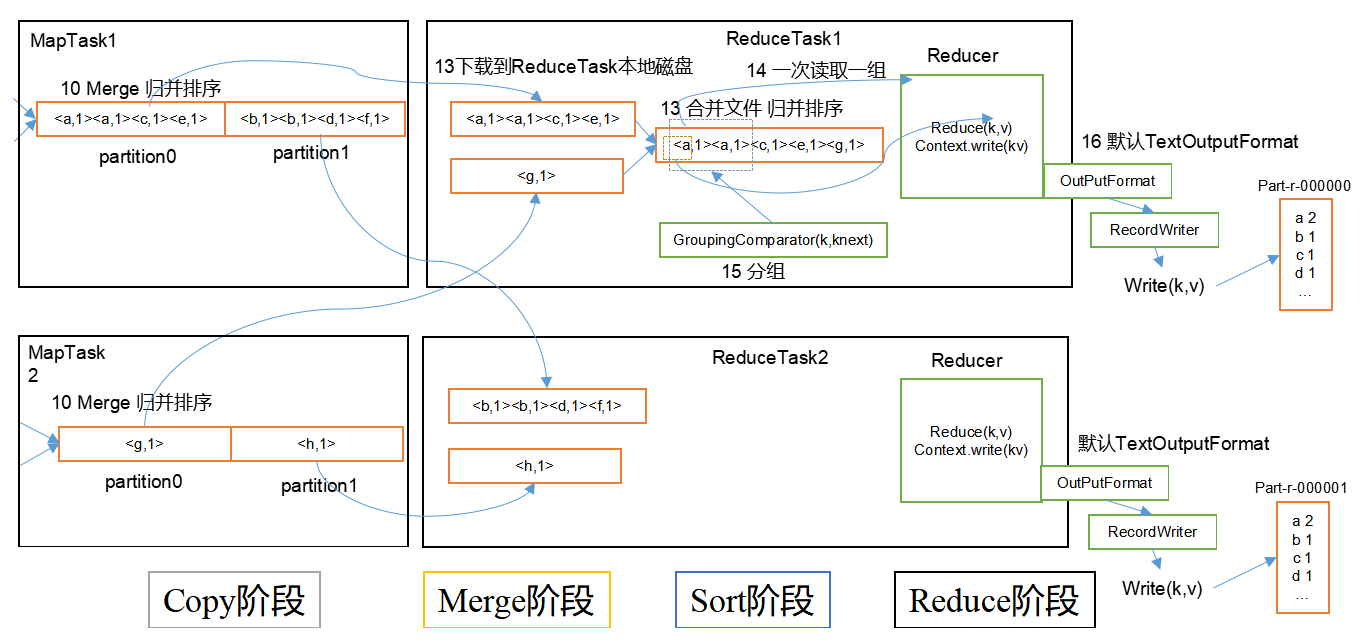 MapTask1
10 Merge 归并排序
<a,1><a,1><c,1><e,1>
<b,1><b,1><d,1><f,1>
partition0
partition1
ReduceTask1
13下载到ReduceTask本地磁盘
<a,1><a,1><c,1><e,1>
<g,1>
13 合并文件 归并排序
<a,1><a,1><c,1><e,1><g,1>
GroupingComparator(k,knext)
15 分组
14 一次读取一组
Reducer
Reduce(k,v)
Context.write(kv)
16 默认TextOutputFormat
OutPutFormat
RecordWriter
Write(k,v)
Part-r-000000
a 2
b 1
c 1
d 1
...
MapTask
2
10 Merge 归并排序
<g,1>
<h,1>
partition0
partition1
ReduceTask2
<b,1><b,1><d,1><f,1>
<h,1>
Reducer
Reduce(k,v)
Context.write(kv)
默认TextOutputFormat
OutPutFormat
RecordWriter
Write(k,v)
Part-r-000001
a 2
b 1
c 1
d 1
...
Copy阶段
Merge阶段
Sort阶段
Reduce阶段